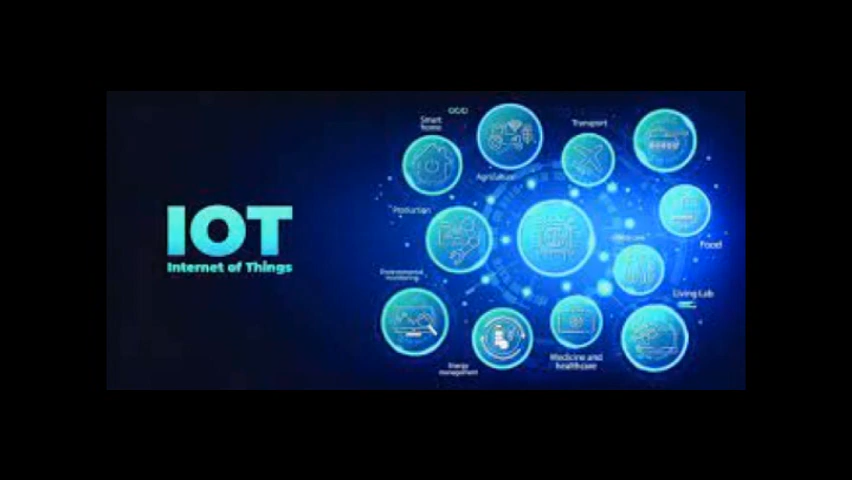 IOT
Internet of Things
Smart
home
Agriculture
Transport
Production
Food
Environmental
monitoring
Living Lab
Energy
management
Medicine and
healthcare